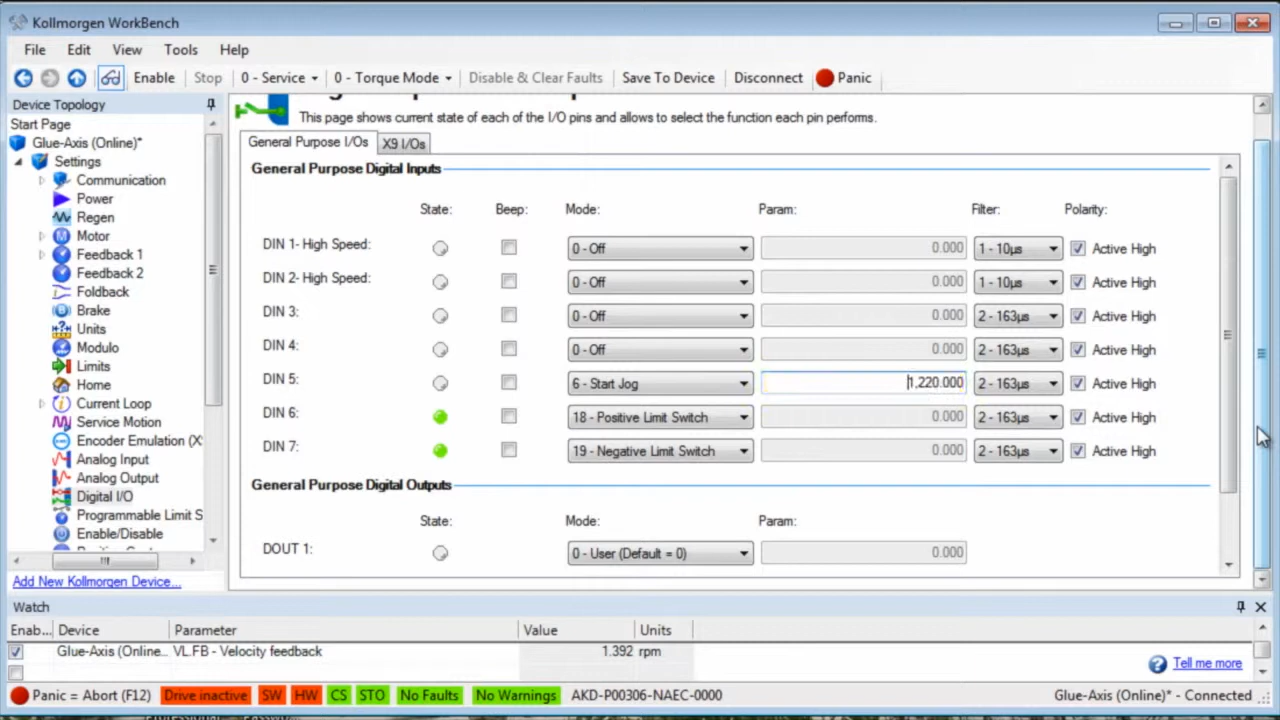 Kollmorgen WorkBench
File Edit View Tools Help
Enable Stop 0 - Service 0 - Torque Mode Disable & Clear Faults Save To Device Disconnect Panic
Device Topology
Start Page
Glue-Axis (Online)*
Settings
Communication
Power
Regen
Motor
Feedback 1
Feedback 2
Foldback
Brake
Units
Modulo
Limits
Home
Current Loop
Service Motion
Encoder Emulation (X
Analog Input
Analog Output
Digital I/O
Programmable Limit S
Enable/Disable
Add New Kollmorgen Device...
This page shows current state of each of the I/O pins and allows to select the function each pin performs.
General Purpose I/Os X9 I/Os
General Purpose Digital Inputs
State: Beep: Mode: Param: Filter: Polarity:
DIN 1- High Speed: 0 - Off 0.000 1 - 10µs Active High
DIN 2- High Speed: 0 - Off 0.000 1 - 10µs Active High
DIN 3: 0 - Off 0.000 2 - 163µs Active High
DIN 4: 0 - Off 0.000 2 - 163µs Active High
DIN 5: 6 - Start Jog 1,220.000 2 - 163µs Active High
DIN 6: 18 - Positive Limit Switch 0.000 2 - 163µs Active High
DIN 7: 19 - Negative Limit Switch 0.000 2 - 163µs Active High
General Purpose Digital Outputs
State: Mode: Param:
DOUT 1: 0 - User (Default = 0) 0.000
Watch
Enab... Device Parameter Value Units
Glue-Axis (Online... VL.FB - Velocity feedback 1.392 rpm
Tell me more
Panic = Abort (F12) Drive inactive SW HW CS STO No Faults No Warnings AKD-P00306-NAEC-0000 Glue-Axis (Online)* - Connected